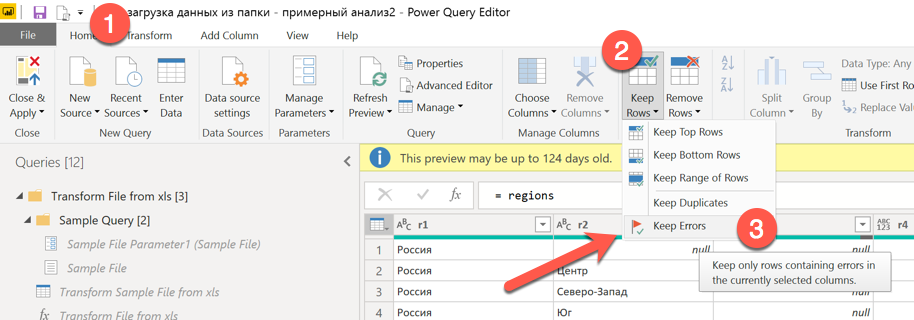 загрузка данных из папки - примерный анализ2 - Power Query Editor
1
File Home Transform Add Column View Help
2
Properties
Advanced Editor
Manage
Close & Apply
New Source
Recent Sources
Enter Data
Data source settings
Manage Parameters
Refresh Preview
Choose Columns
Remove Columns
Keep Rows
Remove Rows
A Z
Z A
Split Column
Group By
Data Type: Any
Use First Row
Replace Valu
Close New Query Data Sources Parameters Query Manage Columns Transform
Keep Top Rows
Keep Bottom Rows
Keep Range of Rows
Keep Duplicates
Keep Errors
3
Keep only rows containing errors in
the currently selected columns.
Queries [12]
Transform File from xls [3]
Sample Query [2]
Sample File Parameter1 (Sample File)
Sample File
Transform Sample File from xls
fx Transform File from xls
i This preview may be up to 124 days old.
fx = regions
ABC r1 ABC r2 ABC 123 r4
1 Россия null null
2 Россия Центр
3 Россия Северо-Запад
4 Россия Юг null